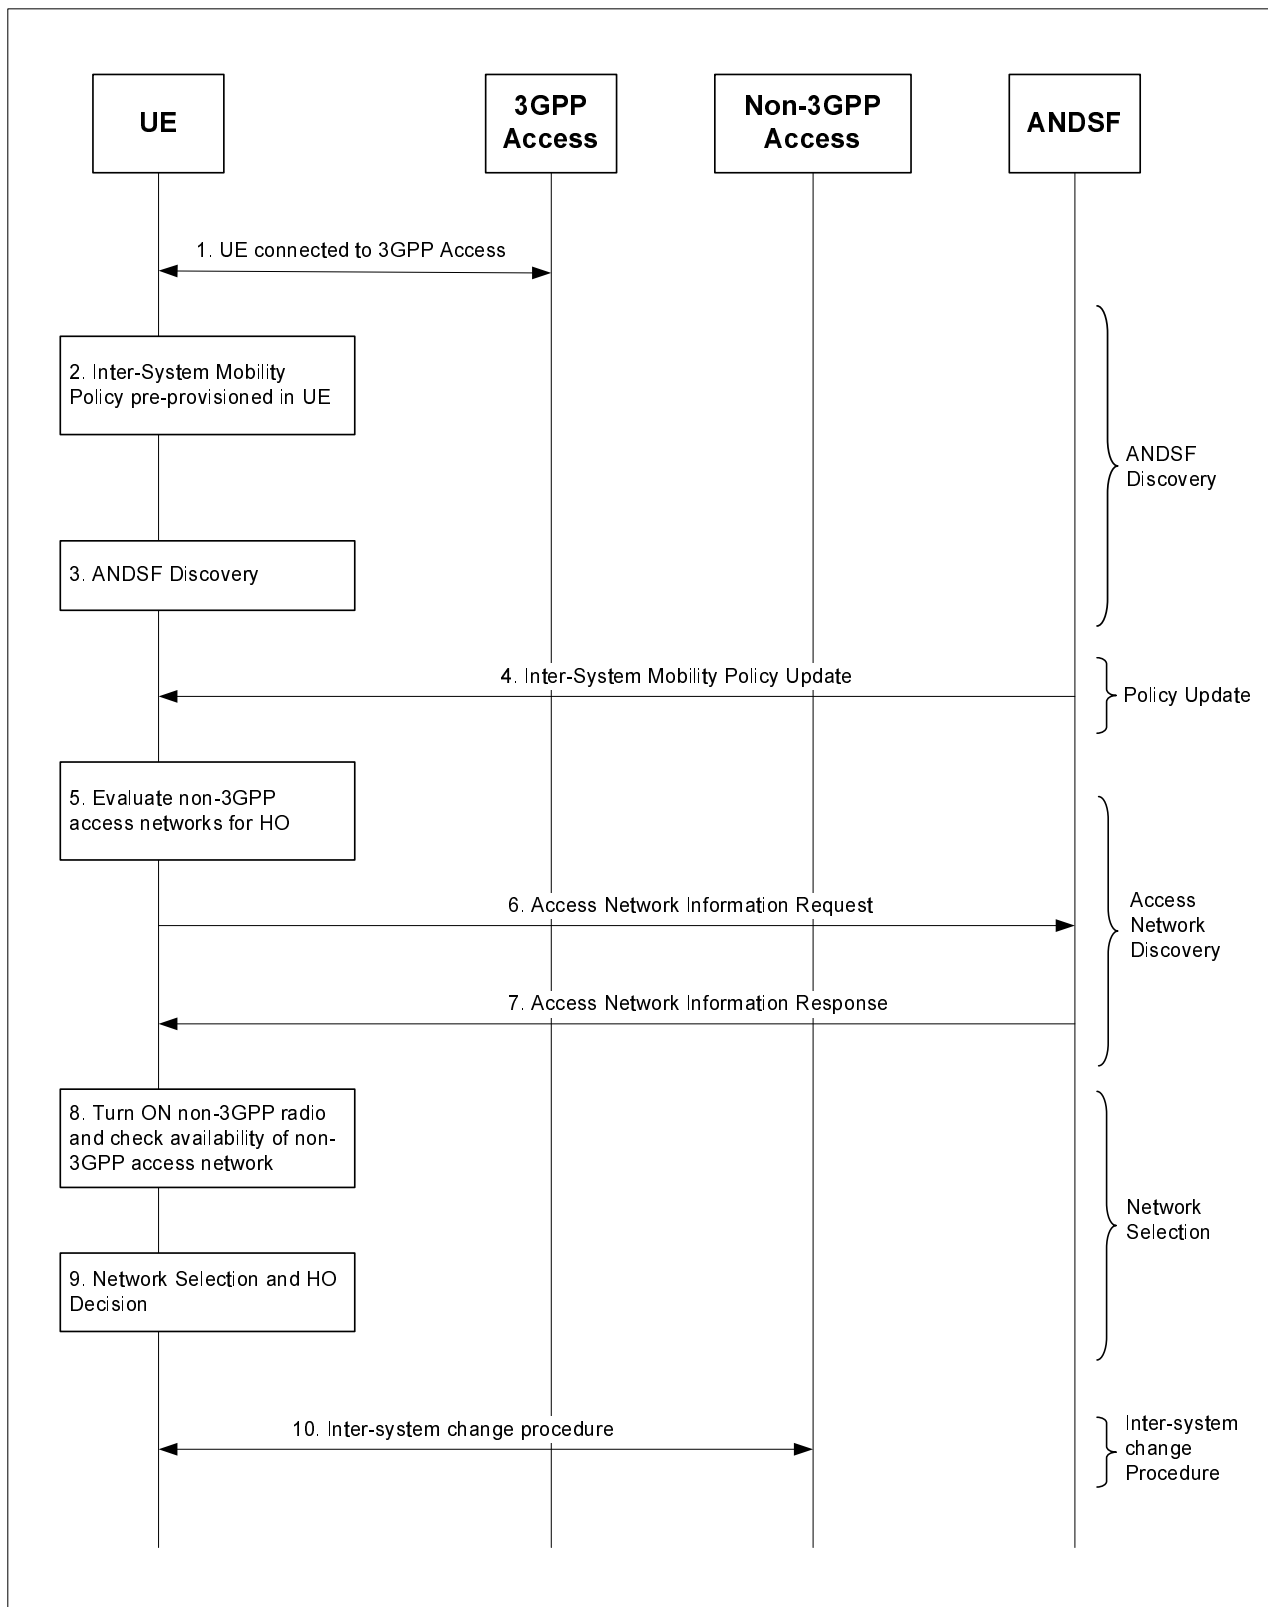 UE
3GPP
Access
Non-3GPP
Access
ANDSF
1. UE connected to 3GPP Access
2. Inter-System Mobility
Policy pre-provisioned in UE
ANDSF
Discovery
3. ANDSF Discovery
4. Inter-System Mobility Policy Update
Policy Update
5. Evaluate non-3GPP
access networks for HO
6. Access Network Information Request
Access
Network
Discovery
7. Access Network Information Response
8. Turn ON non-3GPP radio
and check availability of non-
3GPP access network
Network
Selection
9. Network Selection and HO
Decision
10. Inter-system change procedure
Inter-system
change
Procedure